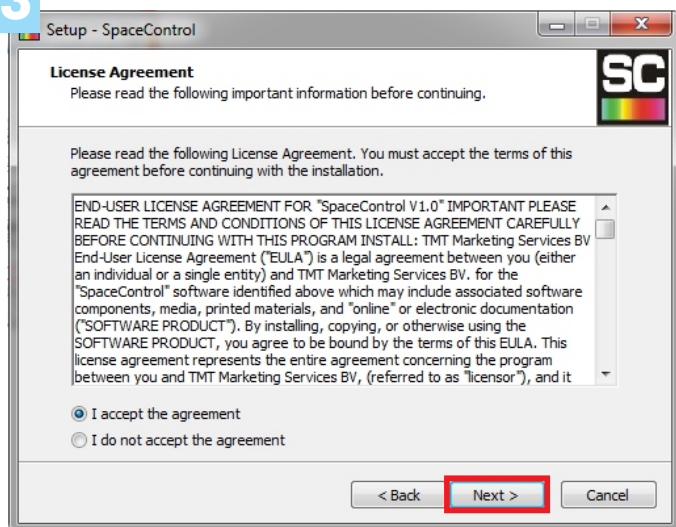 3
Setup - SpaceControl
License Agreement
Please read the following important information before continuing.
SC
Please read the following License Agreement. You must accept the terms of this
agreement before continuing with the installation.
END-USER LICENSE AGREEMENT FOR "SpaceControl V1.0" IMPORTANT PLEASE
READ THE TERMS AND CONDITIONS OF THIS LICENSE AGREEMENT CAREFULLY
BEFORE CONTINUING WITH THIS PROGRAM INSTALL: TMT Marketing Services BV
End-User License Agreement ("EULA") is a legal agreement between you (either
an individual or a single entity) and TMT Marketing Services BV. for the
"SpaceControl" software identified above which may include associated software
components, media, printed materials, and "online" or electronic documentation
("SOFTWARE PRODUCT"). By installing, copying, or otherwise using the
SOFTWARE PRODUCT, you agree to be bound by the terms of this EULA. This
license agreement represents the entire agreement concerning the program
between you and TMT Marketing Services BV, (referred to as "licensor"), and it
I accept the agreement
I do not accept the agreement
< Back
Next >
Cancel